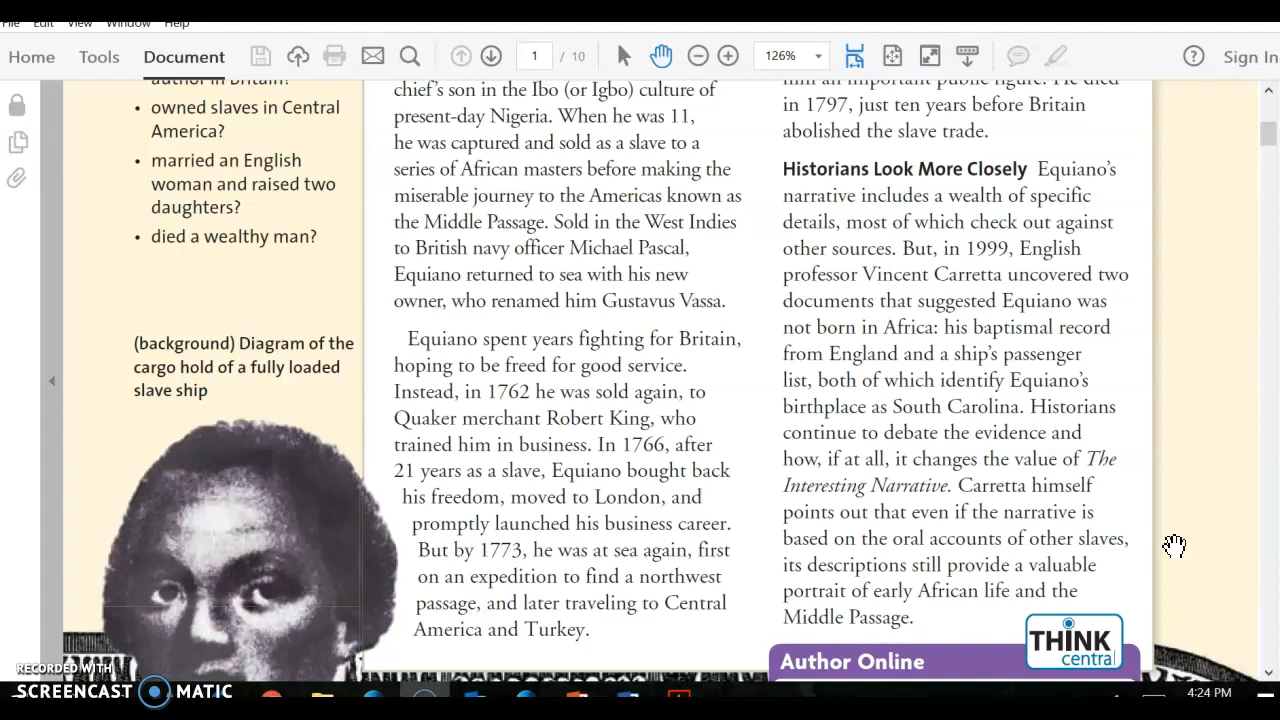 File Edit View Window Help
Home Tools Document 1 / 10 126% Sign In
author in Britain?
• owned slaves in Central
America?
• married an English
woman and raised two
daughters?
• died a wealthy man?
(background) Diagram of the
cargo hold of a fully loaded
slave ship
chief's son in the Ibo (or Igbo) culture of
present-day Nigeria. When he was 11,
he was captured and sold as a slave to a
series of African masters before making the
miserable journey to the Americas known as
the Middle Passage. Sold in the West Indies
to British navy officer Michael Pascal,
Equiano returned to sea with his new
owner, who renamed him Gustavus Vassa.
Equiano spent years fighting for Britain,
hoping to be freed for good service.
Instead, in 1762 he was sold again, to
Quaker merchant Robert King, who
trained him in business. In 1766, after
21 years as a slave, Equiano bought back
his freedom, moved to London, and
promptly launched his business career.
But by 1773, he was at sea again, first
on an expedition to find a northwest
passage, and later traveling to Central
America and Turkey.
him an important public figure. He died
in 1797, just ten years before Britain
abolished the slave trade.
Historians Look More Closely Equiano's
narrative includes a wealth of specific
details, most of which check out against
other sources. But, in 1999, English
professor Vincent Carretta uncovered two
documents that suggested Equiano was
not born in Africa: his baptismal record
from England and a ship's passenger
list, both of which identify Equiano's
birthplace as South Carolina. Historians
continue to debate the evidence and
how, if at all, it changes the value of The
Interesting Narrative. Carretta himself
points out that even if the narrative is
based on the oral accounts of other slaves,
its descriptions still provide a valuable
portrait of early African life and the
Middle Passage.
THINK
central
Author Online
RECORDED WITH
SCREENCAST MATIC
4:24 PM